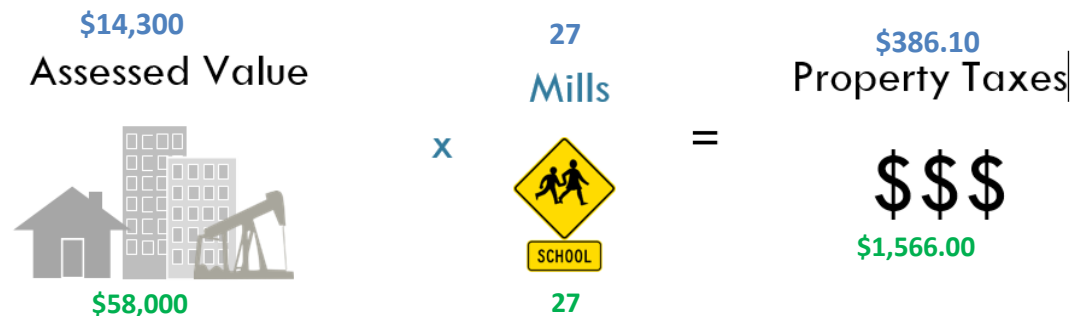 $14,300
Assessed Value
27
Mills
$386.10
Property Taxes
x
=
$$$
SCHOOL
$58,000
27
$1,566.00